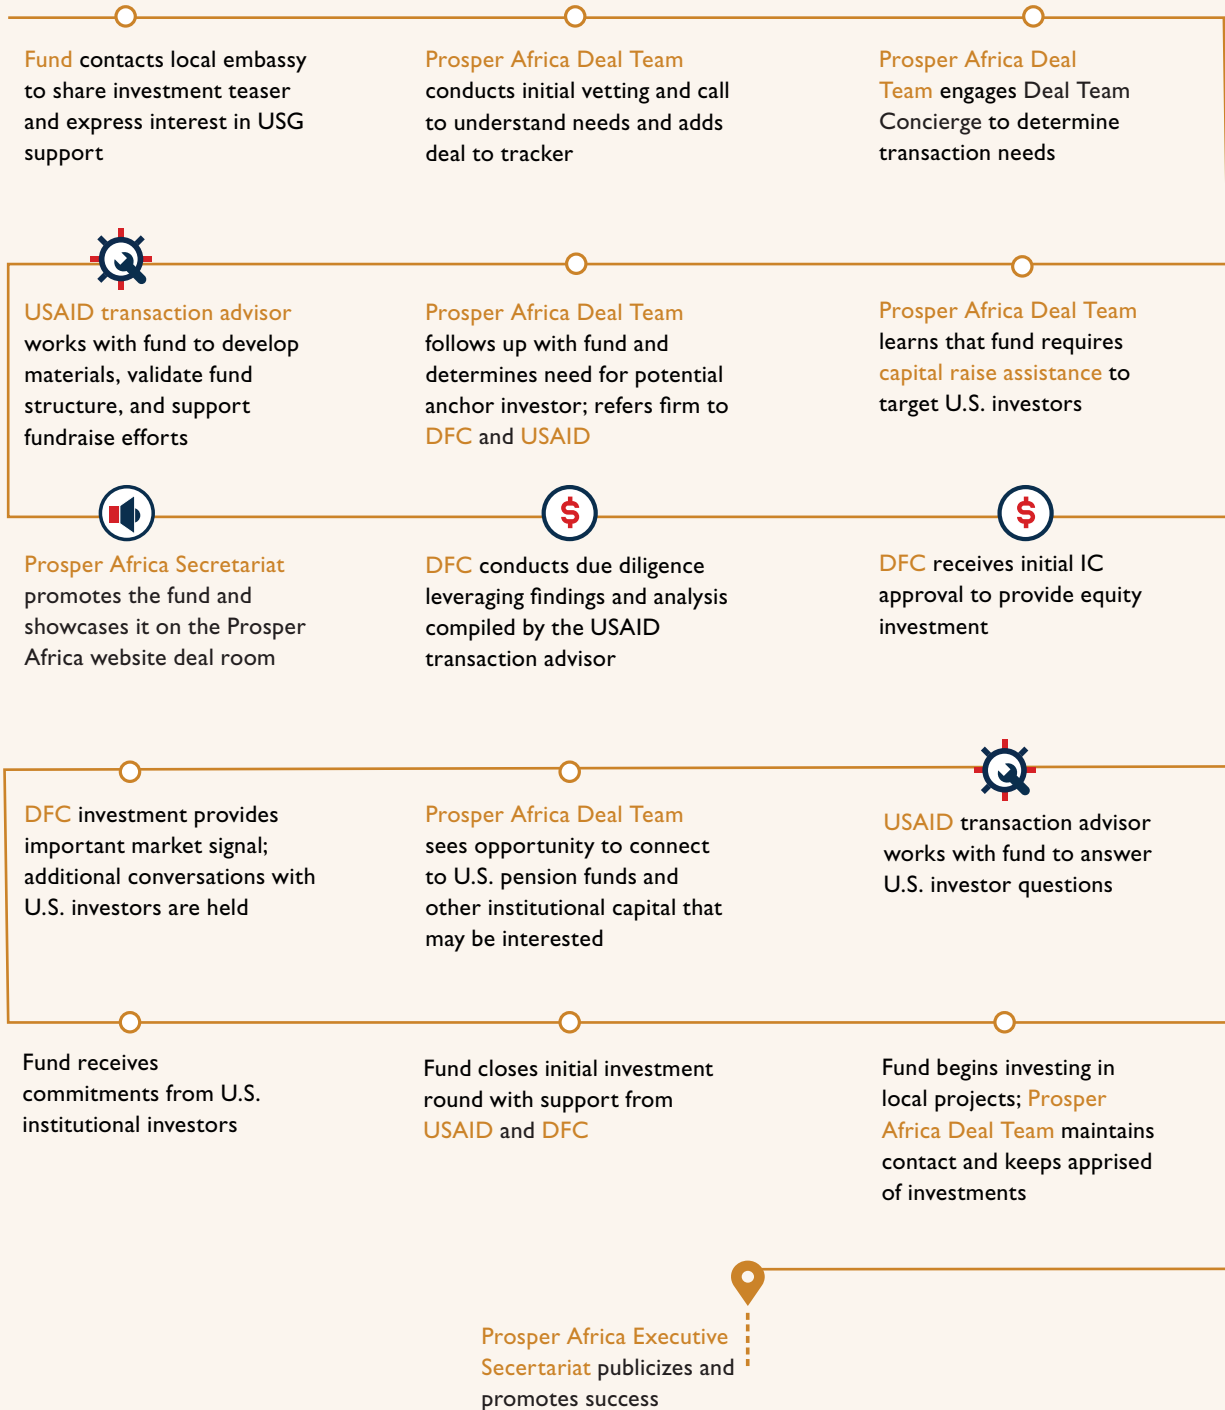 Fund contacts local embassy
to share investment teaser
and express interest in USG
support
Prosper Africa Deal Team
conducts initial vetting and call
to understand needs and adds
deal to tracker
Prosper Africa Deal
Team engages Deal Team
Concierge to determine
transaction needs
Prosper Africa Deal Team
learns that fund requires
capital raise assistance to
target U.S. investors
Prosper Africa Deal Team
follows up with fund and
determines need for potential
anchor investor; refers firm to
DFC and USAID
USAID transaction advisor
works with fund to develop
materials, validate fund
structure, and support
fundraise efforts
Prosper Africa Secretariat
promotes the fund and
showcases it on the Prosper
Africa website deal room
$
DFC conducts due diligence
leveraging findings and analysis
compiled by the USAID
transaction advisor
$
DFC receives initial IC
approval to provide equity
investment
USAID transaction advisor
works with fund to answer
U.S. investor questions
Prosper Africa Deal Team
sees opportunity to connect
to U.S. pension funds and
other institutional capital that
may be interested
DFC investment provides
important market signal;
additional conversations with
U.S. investors are held
Fund receives
commitments from U.S.
institutional investors
Fund closes initial investment
round with support from
USAID and DFC
Fund begins investing in
local projects; Prosper
Africa Deal Team maintains
contact and keeps apprised
of investments
Prosper Africa Executive
Secertariat publicizes and
promotes success